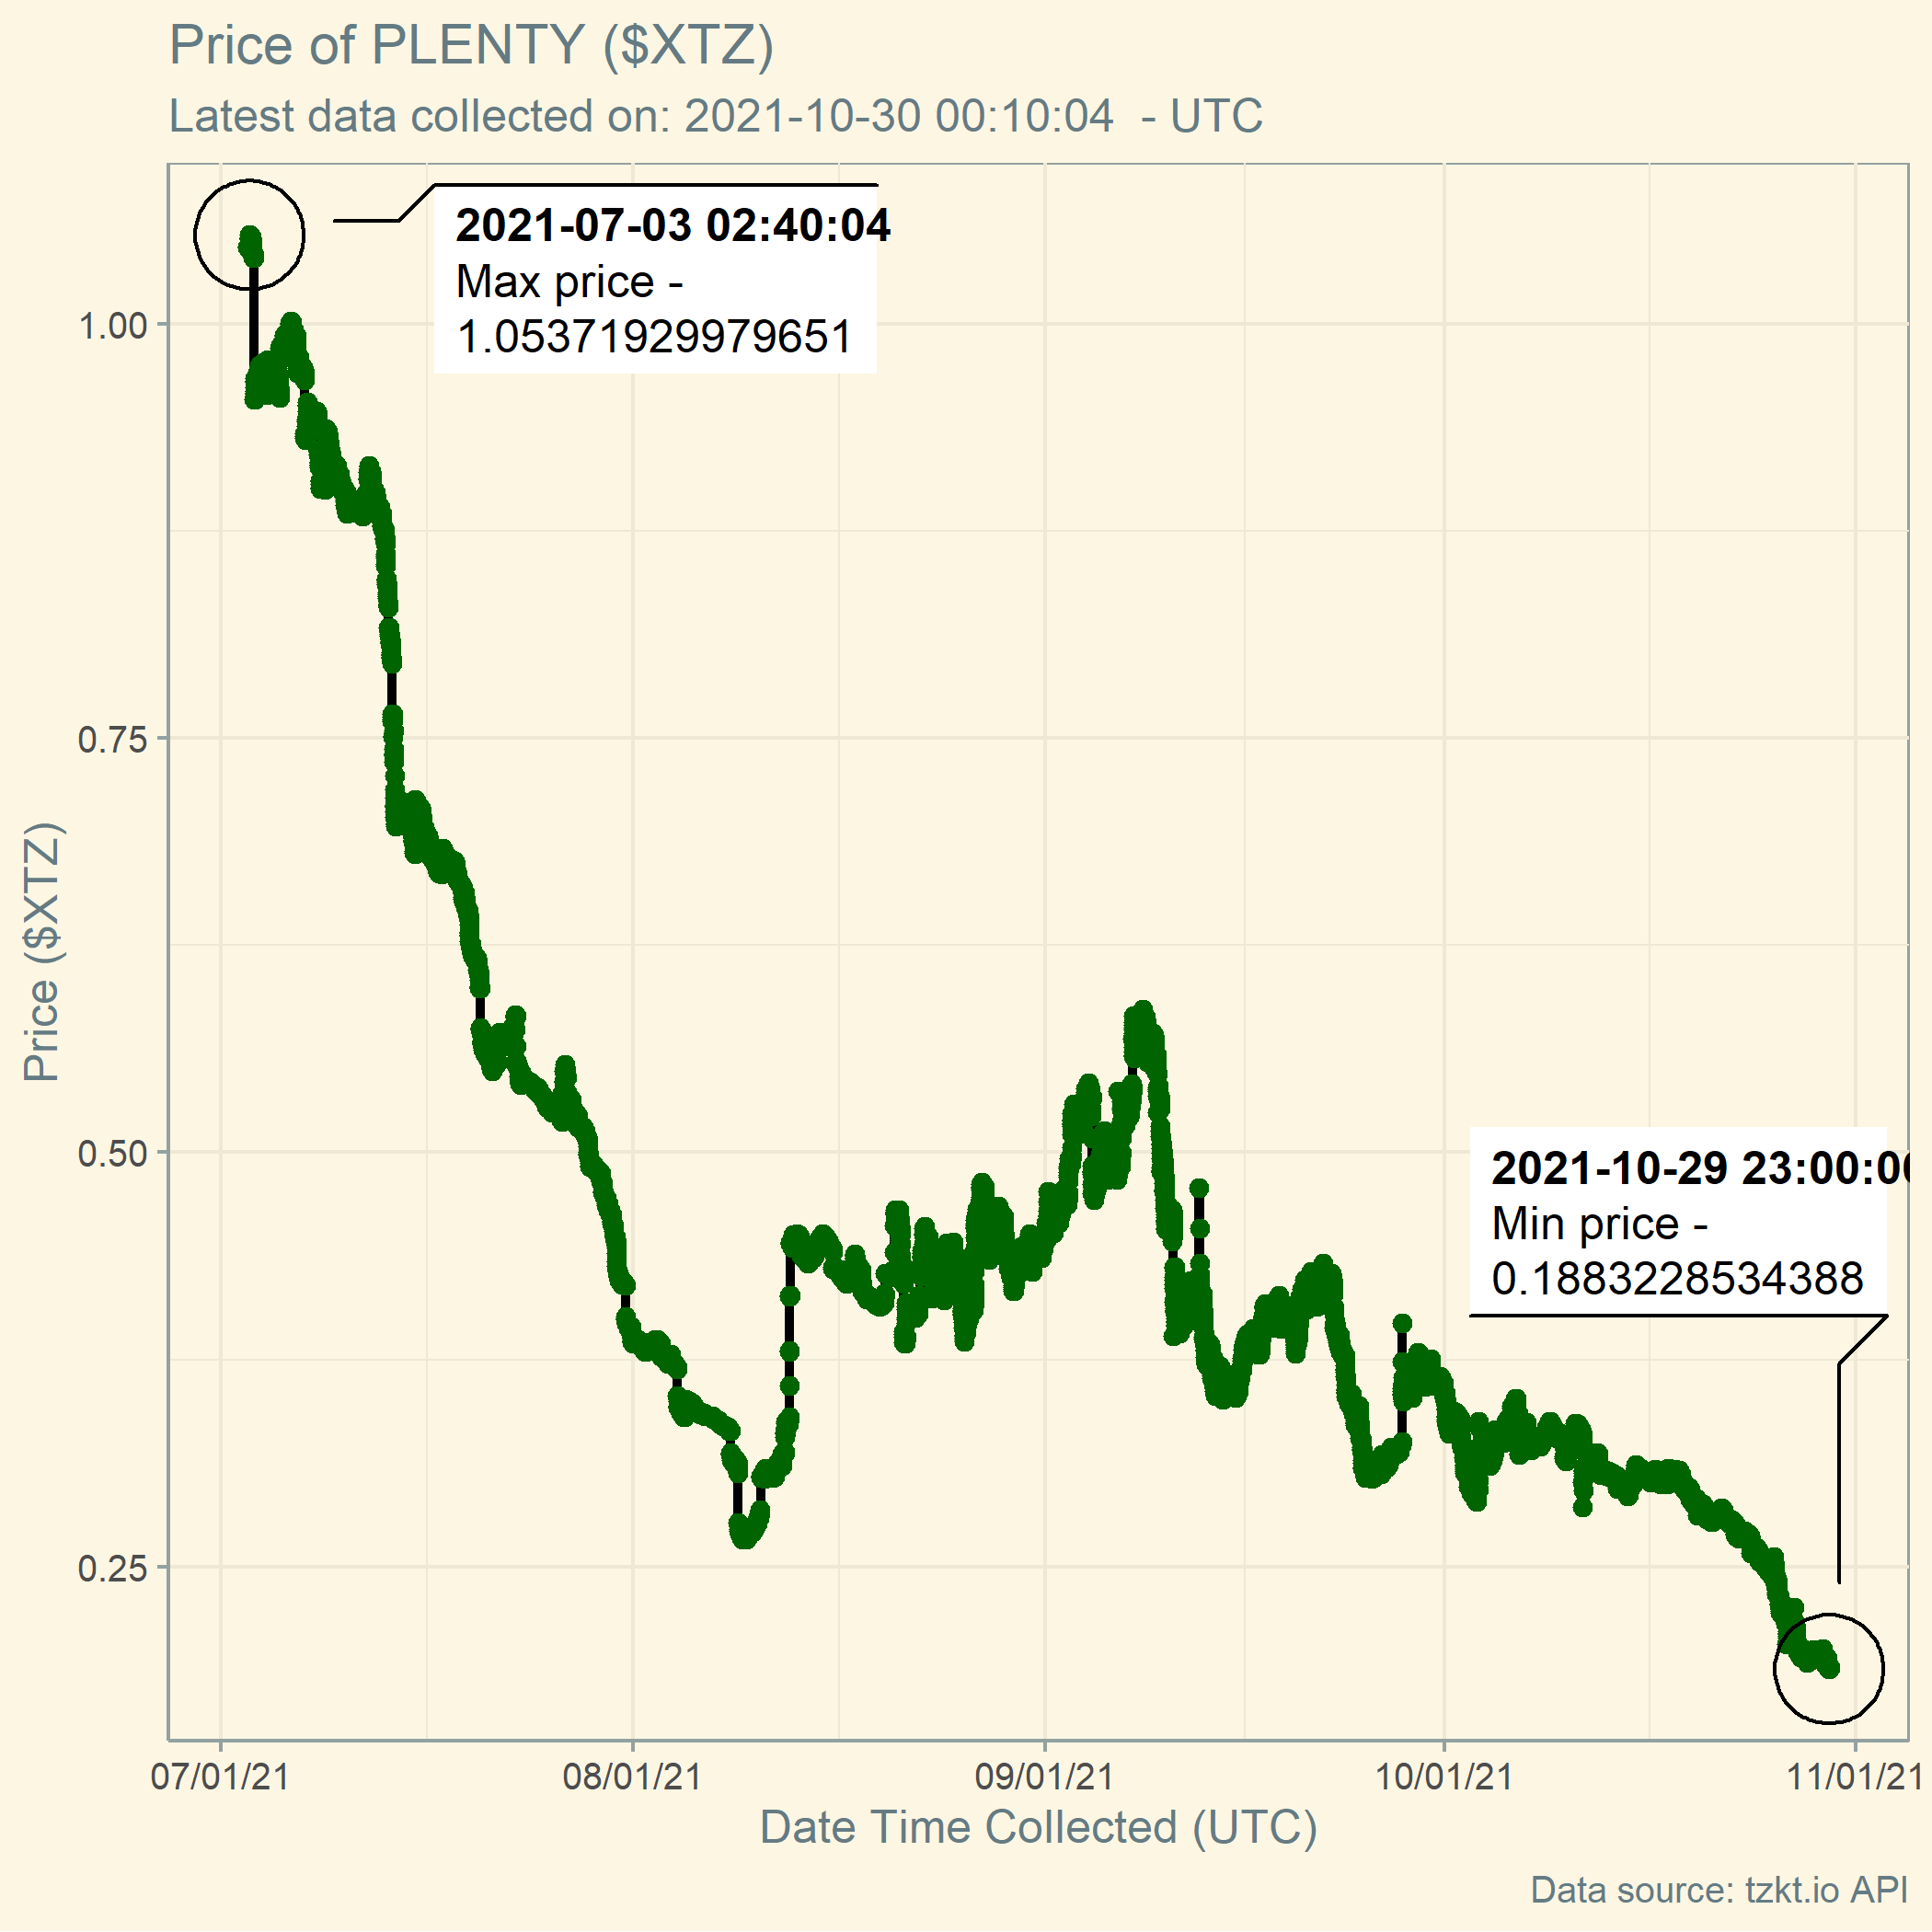 Price of PLENTY ($XTZ)
Latest data collected on: 2021-10-30 00:10:04  - UTC
2021-07-03 02:40:04
Max price -
1.05371929979651
1.00
0.75
0.50
0.25
Price ($XTZ)
2021-10-29 23:00:0
Min price -
0.1883228534388
07/01/21
08/01/21
09/01/21
10/01/21
11/01/21
Date Time Collected (UTC)
Data source: tzkt.io API